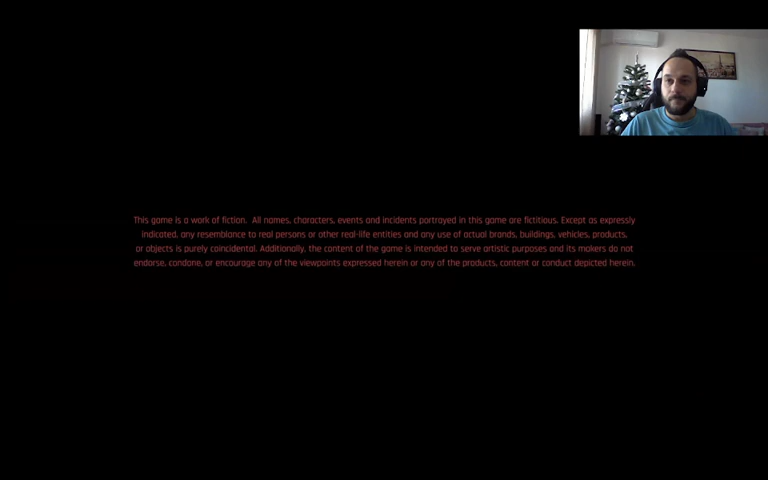 This game is a work of fiction. All names, characters, events and incidents portrayed in this game are fictitious. Except as expressly
indicated, any resemblance to real persons or other real-life entities and any use of actual brands, buildings, vehicles, products,
or objects is purely coincidental. Additionally, the content of the game is intended to serve artistic purposes and its makers do not
endorse, condone, or encourage any of the viewpoints expressed herein or any of the products, content or conduct depicted herein.